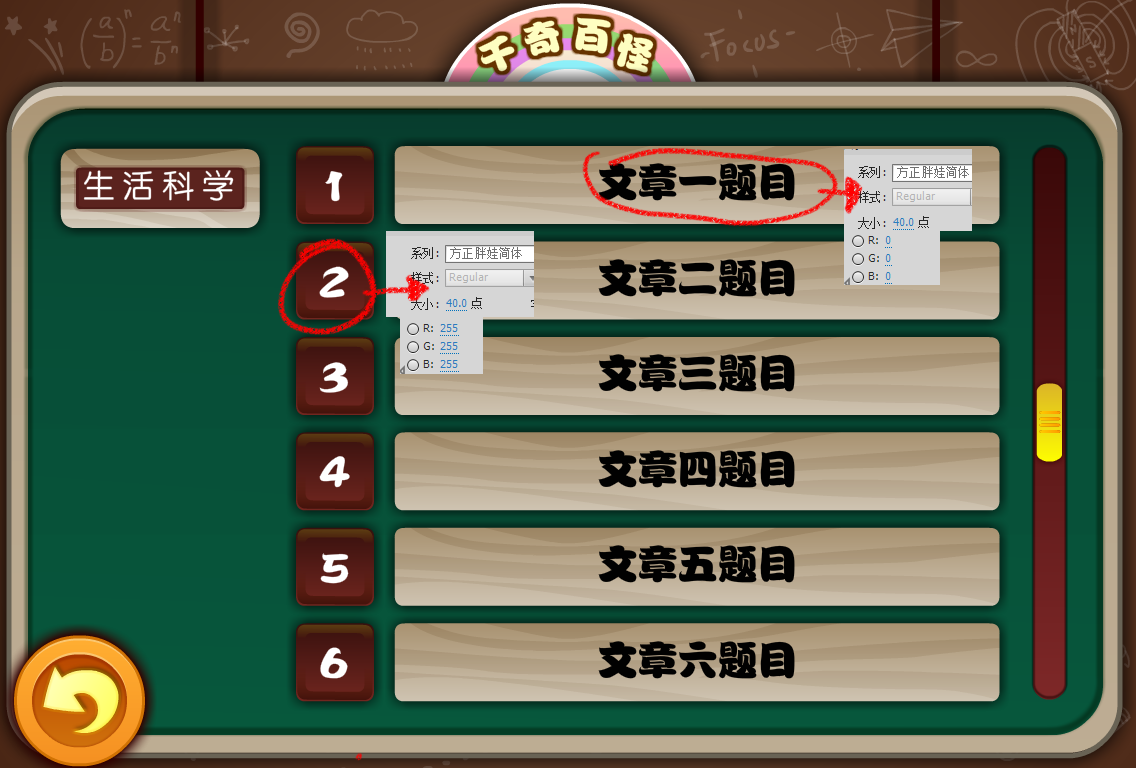 千奇百怪
Focus-
(a/b)ⁿ=aⁿ/bⁿ
生活科学
1 文章一题目
系列: 方正胖娃简体
样式: Regular
大小: 40.0 点
R: 0
G: 0
B: 0
2 文章二题目
系列: 方正胖娃简体
样式: Regular
大小: 40.0 点
R: 255
G: 255
B: 255
3 文章三题目
4 文章四题目
5 文章五题目
6 文章六题目